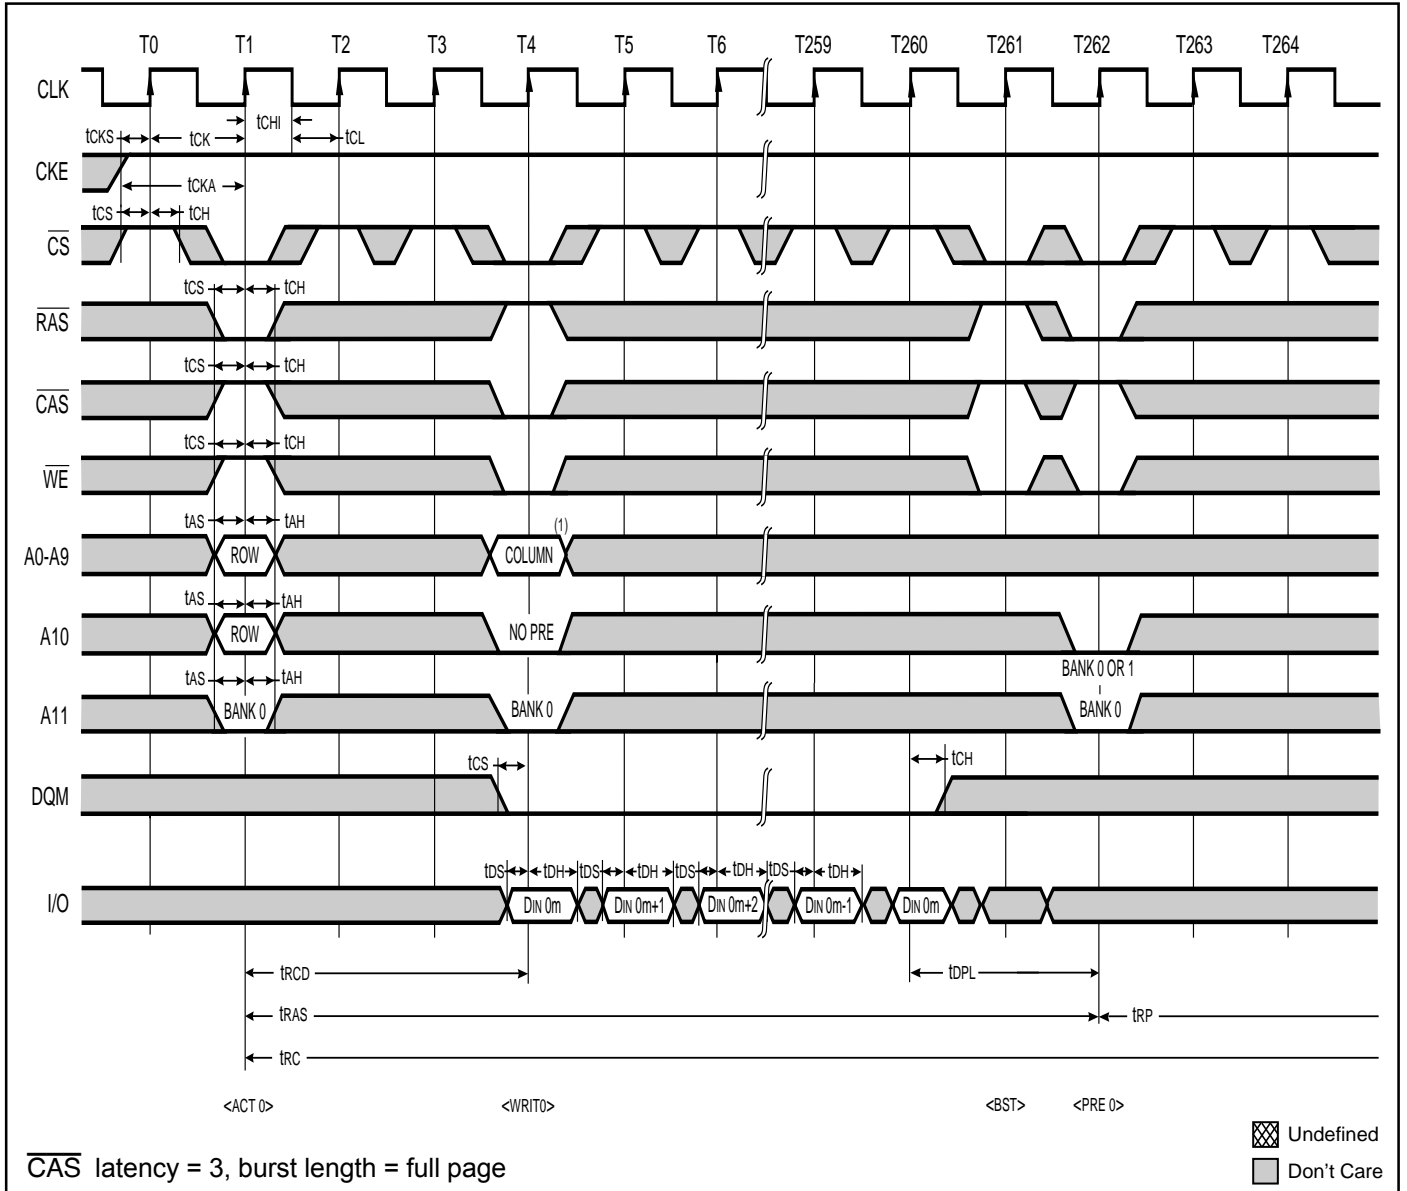 T0 T1 T2 T3 T4 T5 T6 T259 T260 T261 T262 T263 T264
CLK
tCHI
tCKS tCK tCL
CKE
tCKA
tCS tCH
CS
tCS tCH
RAS
tCS tCH
CAS
tCS tCH
WE
tAS tAH (1)
A0-A9 ROW COLUMN
tAS tAH
A10 ROW NO PRE
BANK 0 OR 1
tAS tAH
A11 BANK 0 BANK 0 BANK 0
tCS tCH
DQM
tDS tDH tDS tDH tDS tDH tDS tDH
I/O DIN 0m DIN 0m+1 DIN 0m+2 DIN 0m-1 DIN 0m
tRCD tDPL
tRAS tRP
tRC
<ACT 0> <WRIT0> <BST> <PRE 0>
Undefined
CAS latency = 3, burst length = full page
Don't Care